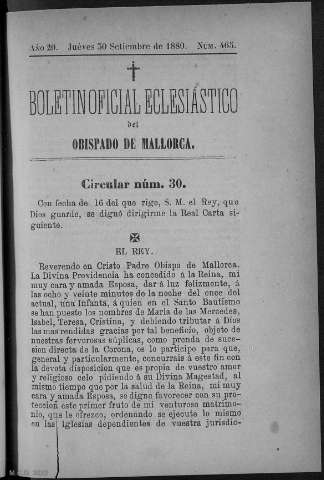 Año 20. Juéves 30 Setiembre de 1880. Núm. 463.
BOLETIN OFICIAL ECLESIÁSTICO
del
OBISPADO DE MALLORCA.
Circular núm. 30.
Con fecha de 16 del que rige, S. M. el Rey, que
Dios guarde, se dignó dirigirme la Real Carta si-
guiente.
EL REY.
Reverendo en Cristo Padre Obispo de Mallorca.
La Divina Providencia ha concedido á la Reina, mi
muy cara y amada Esposa, dar á luz felizmente, á
las ocho y veinte minutos de la noche del once del
actual, una Infanta, á quien en el Santo Bautismo
se han puesto los nombres de María de las Mercedes,
Isabel, Teresa, Cristina, y debiendo tributar á Dios
las mas rendidas gracias por tal beneficio, objeto de
nuestras fervorosas súplicas, como prenda de suce-
sion directa de la Corona, os lo participo para que,
general y particularmente, concurrais á este fin con
la devota disposicion que es propia de vuestro amor
y religioso celo pidiendo á su Divina Magestad, al
mismo tiempo que por la salud de la Reina, mi muy
cara y amada Esposa, se digne favorecer con su pro-
teccion este primer fruto de mi venturoso matrimo-
nio, que le ofrezco, ordenando se ejecute lo mismo
en las iglesias dependientes de vuestra jurisdic-